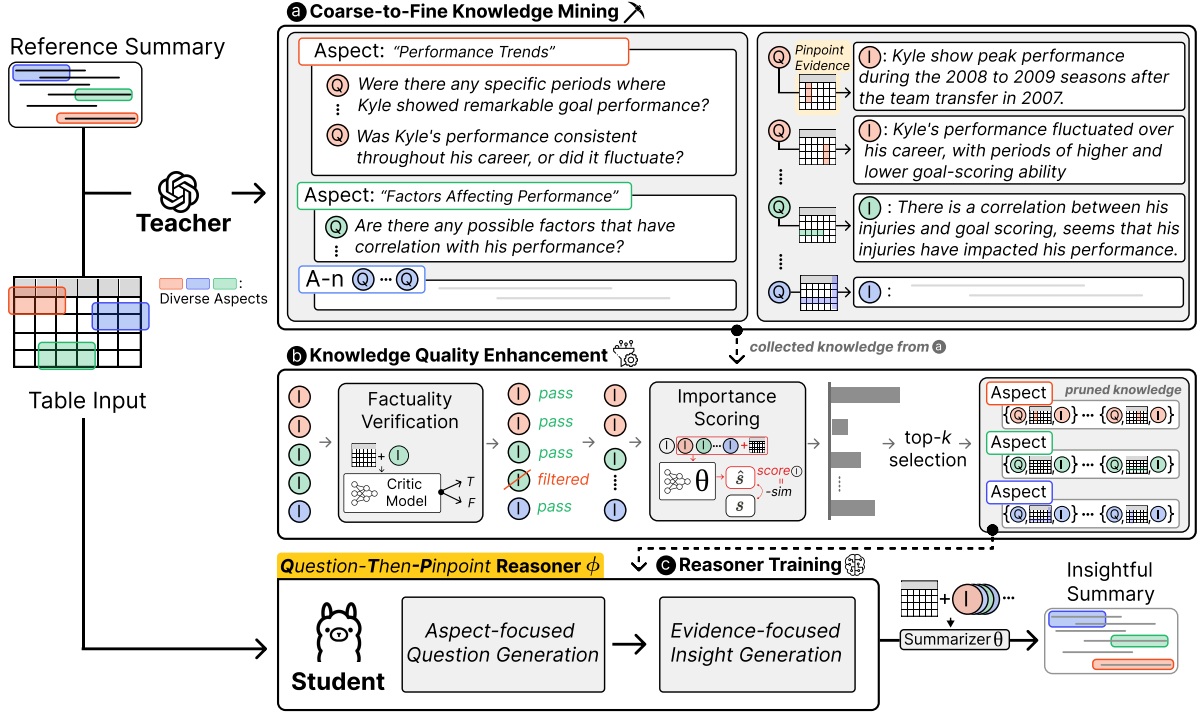 Reference Summary
Teacher
Diverse Aspects
Table Input
a Coarse-to-Fine Knowledge Mining
Aspect: “Performance Trends”
Q Were there any specific periods where
Kyle showed remarkable goal performance?
Q Was Kyle's performance consistent
throughout his career, or did it fluctuate?
Aspect: “Factors Affecting Performance”
Q Are there any possible factors that have
correlation with his performance?
A-n Q ··· Q
Q Pinpoint
Evidence
I : Kyle show peak performance
during the 2008 to 2009 seasons after
the team transfer in 2007.
Q
I : Kyle's performance fluctuated over
his career, with periods of higher and
lower goal-scoring ability
Q
I : There is a correlation between his
injuries and goal scoring, seems that his
injuries have impacted his performance.
Q
I :
collected knowledge from a
b Knowledge Quality Enhancement
I
I
I
I
I
Factuality
Verification
+ I
Critic
Model
T
F
I pass
I pass
I pass
I filtered
I pass
I
I
I
I
Importance
Scoring
I I I ··· I +
θ
ŝ
s
score I
=
-sim
top-k
selection
pruned knowledge
Aspect
{Q, , I} ··· {Q, , I}
Aspect
{Q, , I} ··· {Q, , I}
Aspect
{Q, , I} ··· {Q, , I}
Question-Then-Pinpoint Reasoner ϕ
c Reasoner Training
Student
Aspect-focused
Question Generation
Evidence-focused
Insight Generation
+ I ···
Summarizer θ
Insightful
Summary